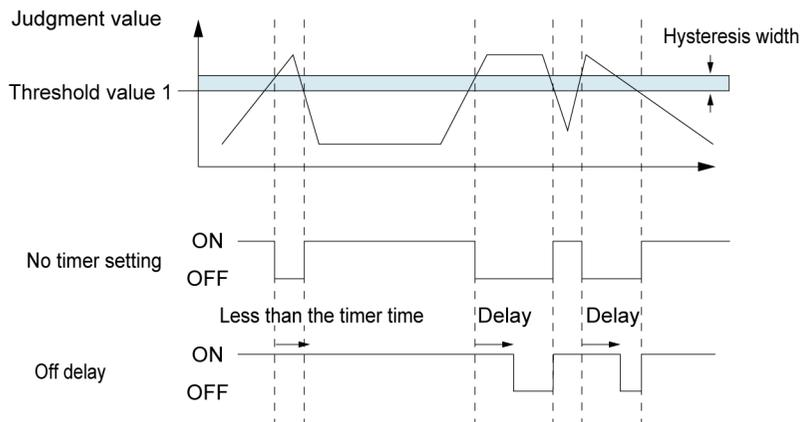 Judgment value
Hysteresis width
Threshold value 1
ON
No timer setting
OFF
Less than the timer time
Delay
Delay
ON
Off delay
OFF